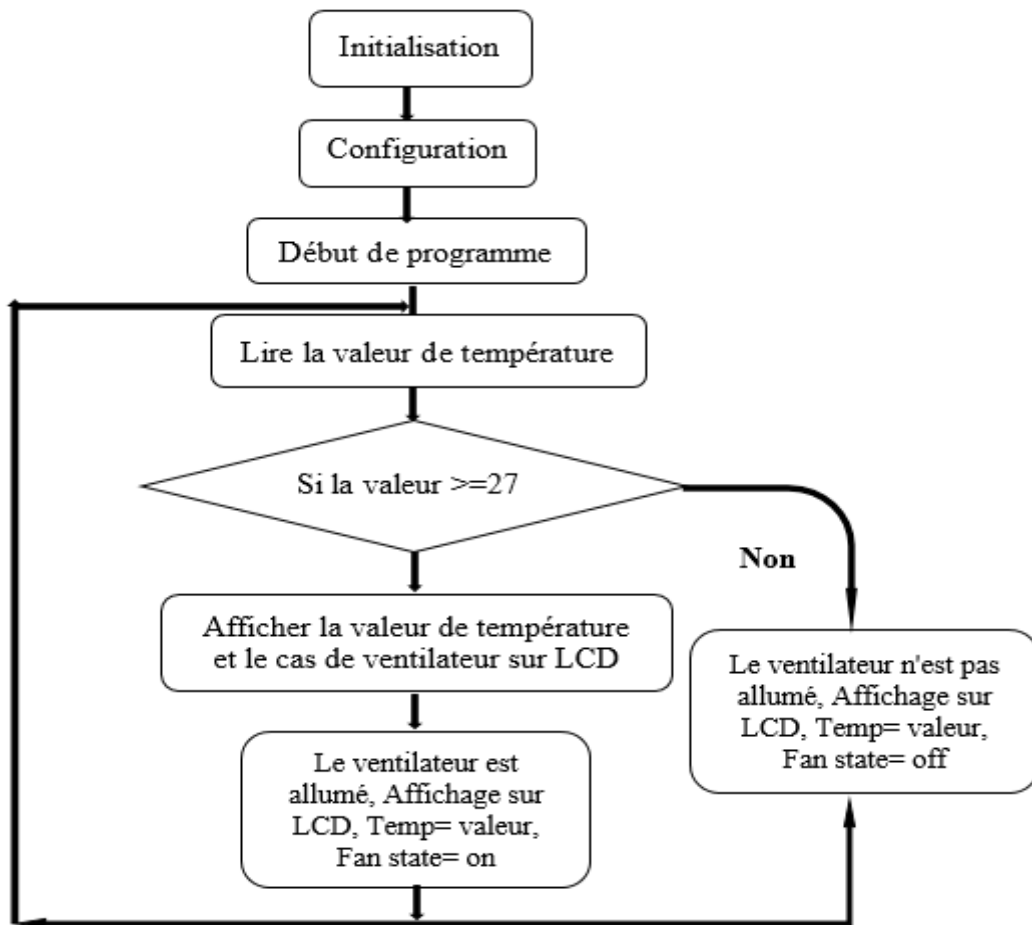 Initialisation
Configuration
Début de programme
Lire la valeur de température
Si la valeur >=27
Non
Afficher la valeur de température
et le cas de ventilateur sur LCD
Le ventilateur n'est pas
allumé, Affichage sur
LCD, Temp= valeur,
Fan state= off
Le ventilateur est
allumé, Affichage sur
LCD, Temp= valeur,
Fan state= on